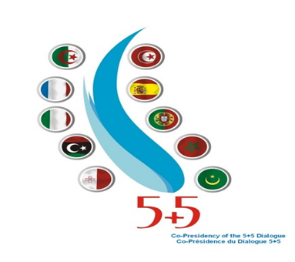 5+5
Co-Presidency of the 5+5 Dialogue
Co-Présidence du Dialogue 5+5